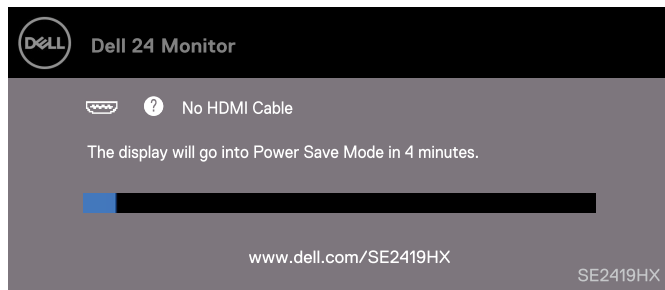 DELL
Dell 24 Monitor
? No HDMI Cable
The display will go into Power Save Mode in 4 minutes.
www.dell.com/SE2419HX
SE2419HX